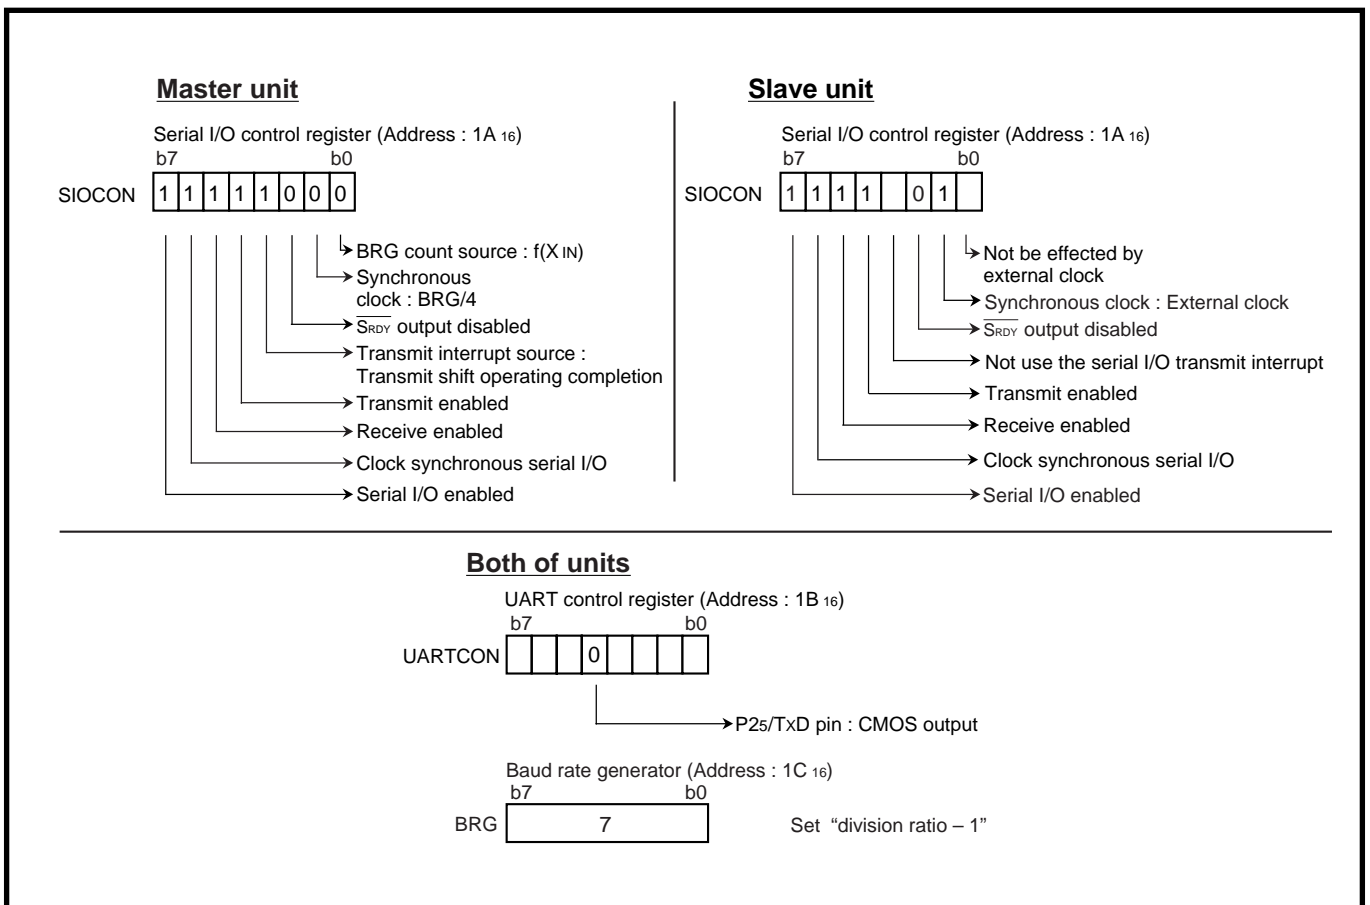 Master unit
Serial I/O control register (Address : 1A 16)
b7 b0
SIOCON 1 1 1 1 1 0 0 0
BRG count source : f(X IN)
Synchronous
clock : BRG/4
SRDY output disabled
Transmit interrupt source :
Transmit shift operating completion
Transmit enabled
Receive enabled
Clock synchronous serial I/O
Serial I/O enabled
Slave unit
Serial I/O control register (Address : 1A 16)
b7 b0
SIOCON 1 1 1 1 0 1
Not be effected by
external clock
Synchronous clock : External clock
SRDY output disabled
Not use the serial I/O transmit interrupt
Transmit enabled
Receive enabled
Clock synchronous serial I/O
Serial I/O enabled
Both of units
UART control register (Address : 1B 16)
b7 b0
UARTCON 0
P25/TXD pin : CMOS output
Baud rate generator (Address : 1C 16)
b7 b0
BRG 7 Set “division ratio – 1”